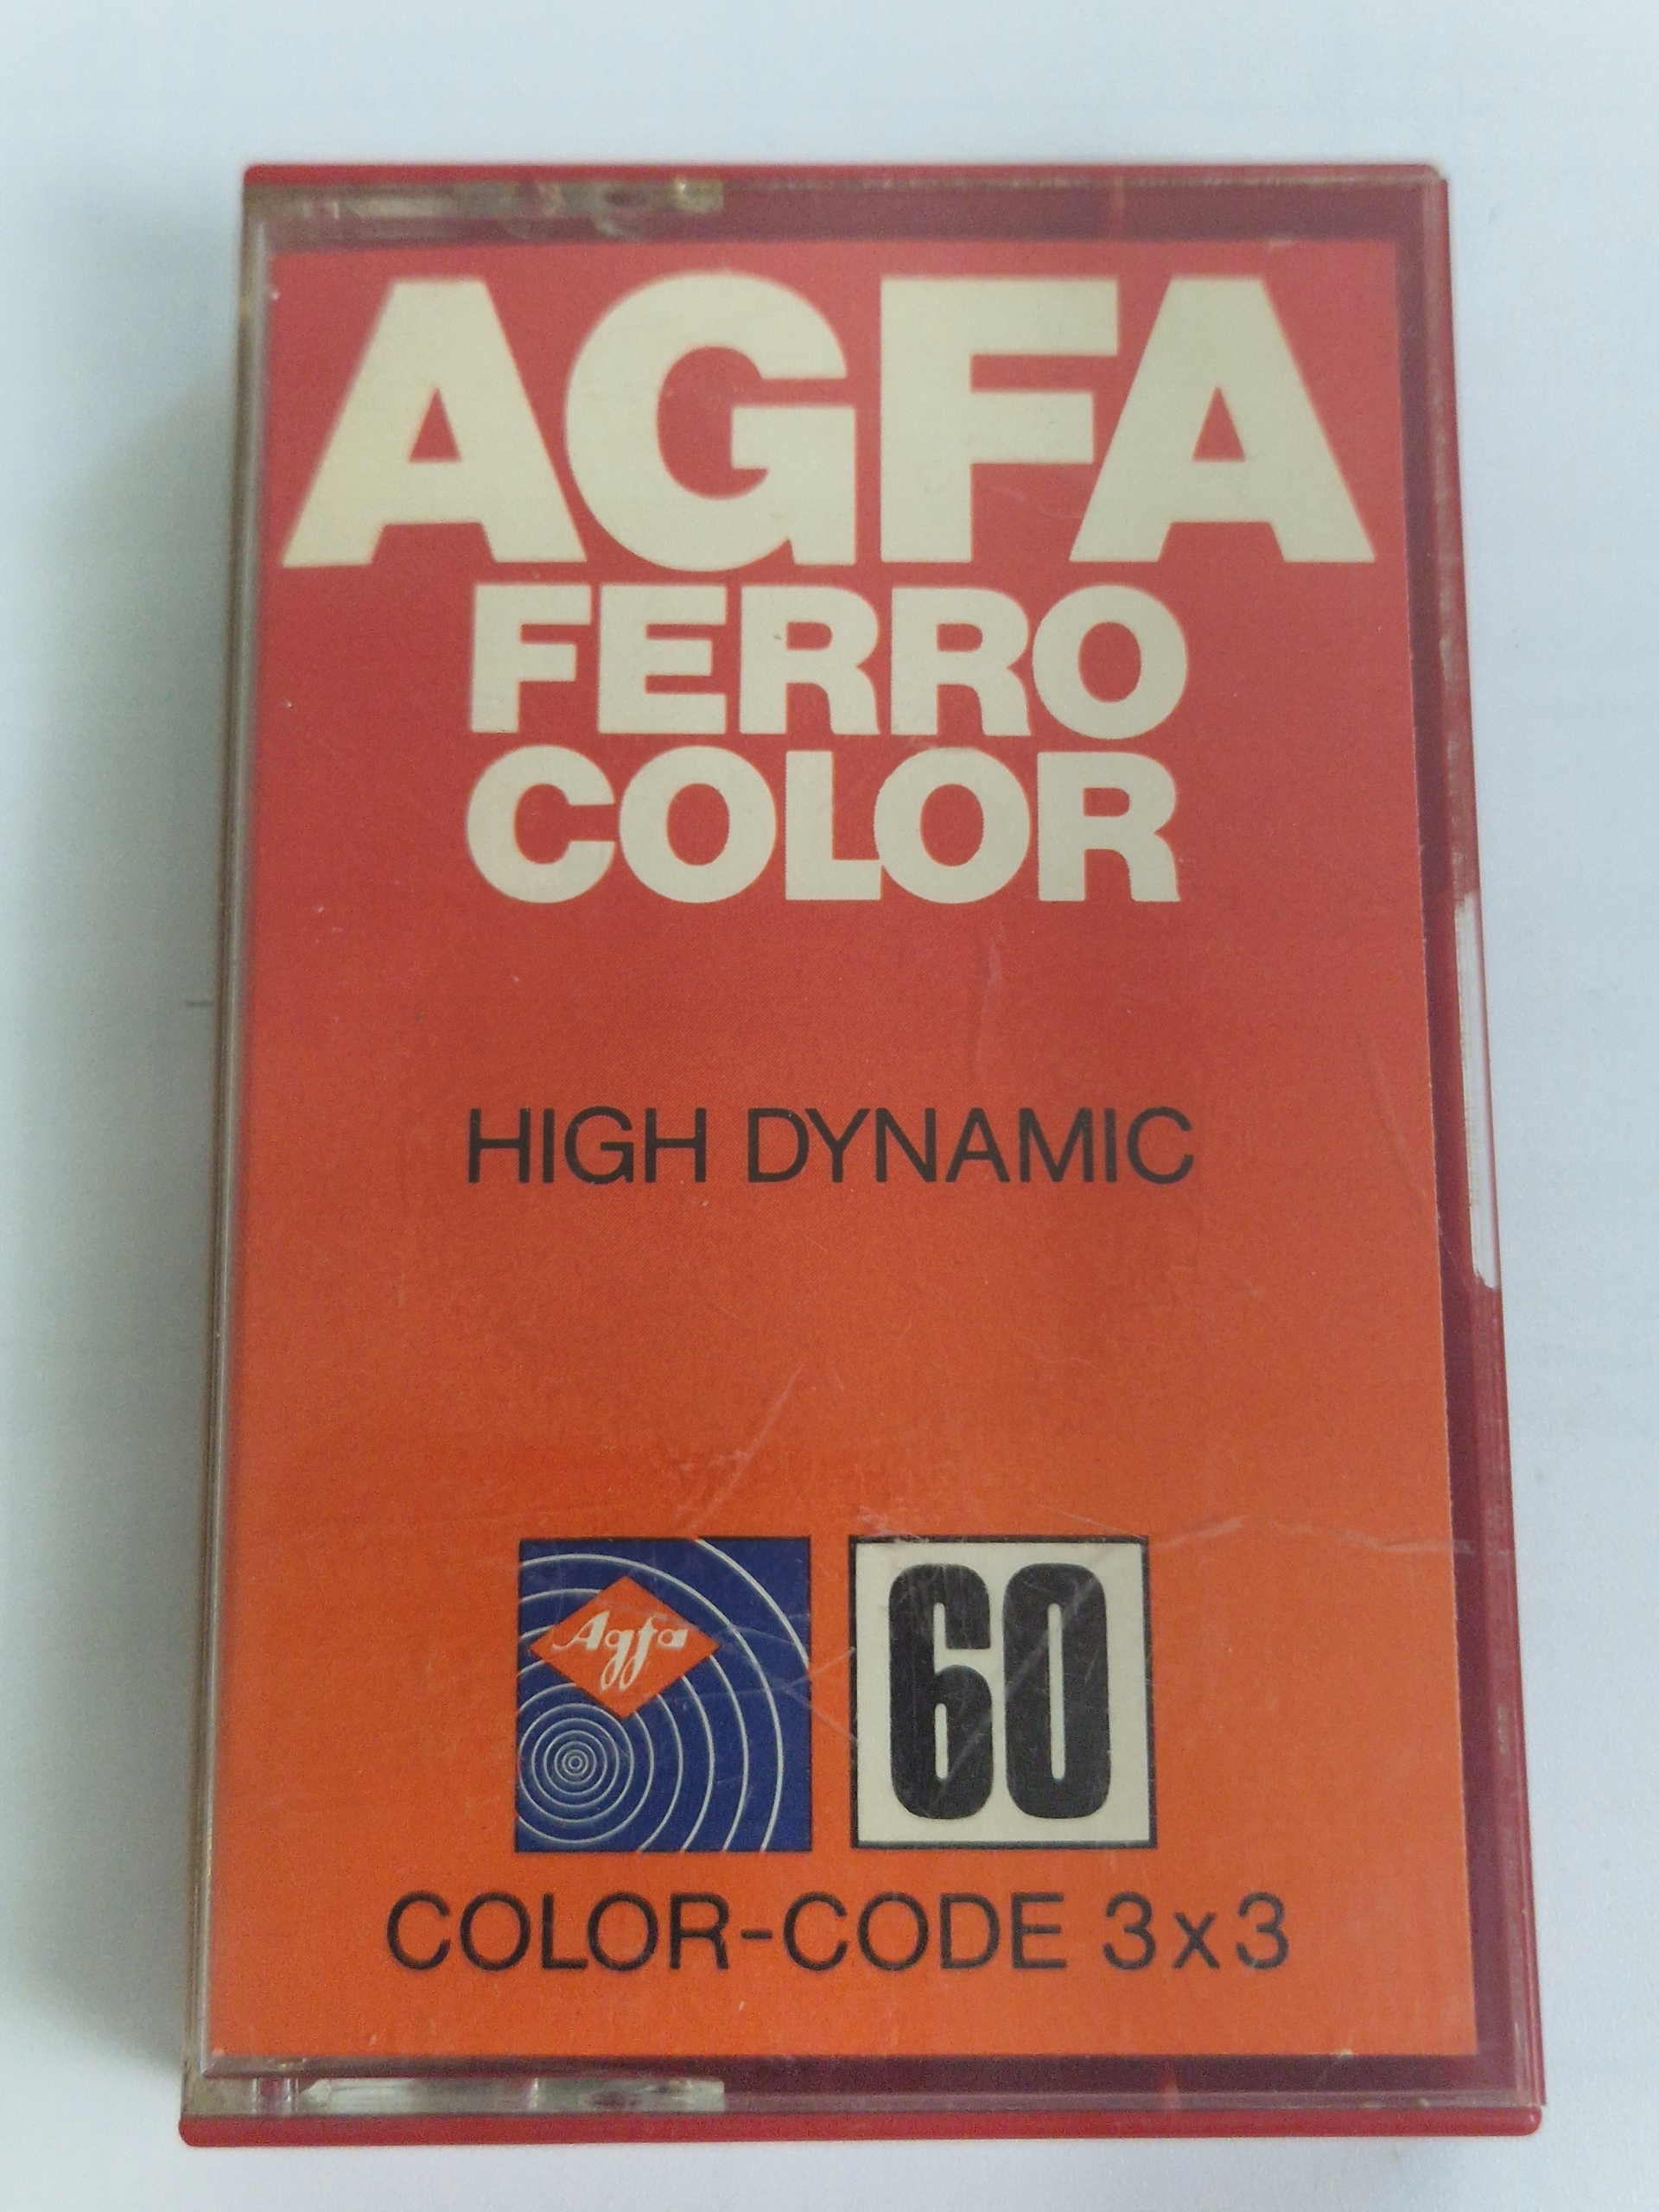 AGFA
FERRO
COLOR
HIGH DYNAMIC
Agfa
60
COLOR-CODE 3x3